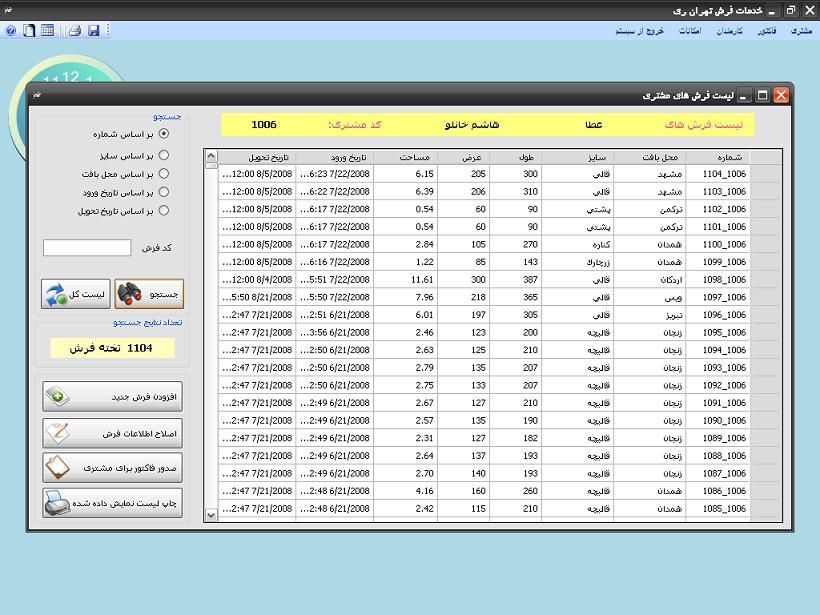 خدمات فرش تهران ری
مشتری فاکتور کارمندان امکانات خروج از سیستم
لیست فرش های مشتری
لیست فرش های عطا هاشم خانلو کد مشتری: 1006
شماره محل بافت سایز طول عرض مساحت تاریخ ورود تاریخ تحویل
1104_1006 مشهد قالی 300 205 6.15 7/22/2008 6:23... 8/5/2008 12:00...
1103_1006 مشهد قالی 310 206 6.39 7/22/2008 6:22... 8/5/2008 12:00...
1102_1006 ترکمن پشتی 90 60 0.54 7/22/2008 6:17... 8/5/2008 12:00...
1101_1006 ترکمن پشتی 90 60 0.54 7/22/2008 6:17... 8/5/2008 12:00...
1100_1006 همدان کناره 270 105 2.84 7/22/2008 6:17... 8/5/2008 12:00...
1099_1006 همدان زرچارک 143 85 1.22 7/22/2008 6:16... 8/5/2008 12:00...
1098_1006 اردکان قالی 387 300 11.61 7/22/2008 5:51... 8/4/2008 12:00...
1097_1006 ویس قالی 365 218 7.96 7/22/2008 5:50... 8/21/2008 5:50...
1096_1006 تبریز قالی 305 197 6.01 6/21/2008 2:51... 7/21/2008 2:47...
1095_1006 زنجان قالیچه 200 123 2.46 6/21/2008 3:56... 7/21/2008 2:47...
1094_1006 زنجان قالیچه 210 125 2.63 6/21/2008 2:50... 7/21/2008 2:47...
1093_1006 زنجان قالیچه 207 135 2.79 6/21/2008 2:50... 7/21/2008 2:47...
1092_1006 زنجان قالیچه 207 133 2.75 6/21/2008 2:50... 7/21/2008 2:47...
1091_1006 زنجان قالیچه 210 127 2.67 6/21/2008 2:49... 7/21/2008 2:47...
1090_1006 زنجان قالیچه 190 135 2.57 6/21/2008 2:49... 7/21/2008 2:47...
1089_1006 زنجان قالیچه 182 127 2.31 6/21/2008 2:49... 7/21/2008 2:47...
1088_1006 زنجان قالیچه 193 137 2.64 6/21/2008 2:49... 7/21/2008 2:47...
1087_1006 زنجان قالیچه 193 140 2.70 6/21/2008 2:49... 7/21/2008 2:47...
1086_1006 همدان قالیچه 260 160 4.16 6/21/2008 2:48... 7/21/2008 2:47...
1085_1006 همدان قالیچه 210 115 2.42 6/21/2008 2:48... 7/21/2008 2:47...
جستجو
بر اساس شماره
بر اساس سایز
بر اساس محل بافت
بر اساس تاریخ ورود
بر اساس تاریخ تحویل
کد فرش
جستجو لیست کل
تعداد نتایج جستجو
1104 تخته فرش
افزودن فرش جدید
اصلاح اطلاعات فرش
صدور فاکتور برای مشتری
چاپ لیست نمایش داده شده
11 12 1